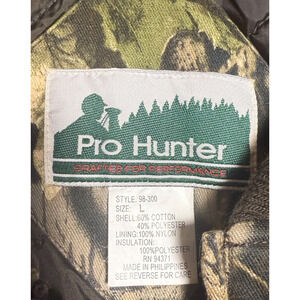 Pro Hunter
CRAFTED FOR PERFORMANCE
STYLE: 98-300
SIZE: L
SHELL: 60% COTTON
40% POLYESTER
LINING: 100% NYLON
INSULATION:
100% POLYESTER
RN 94371
MADE IN PHILIPPINES
SEE REVERSE FOR CARE